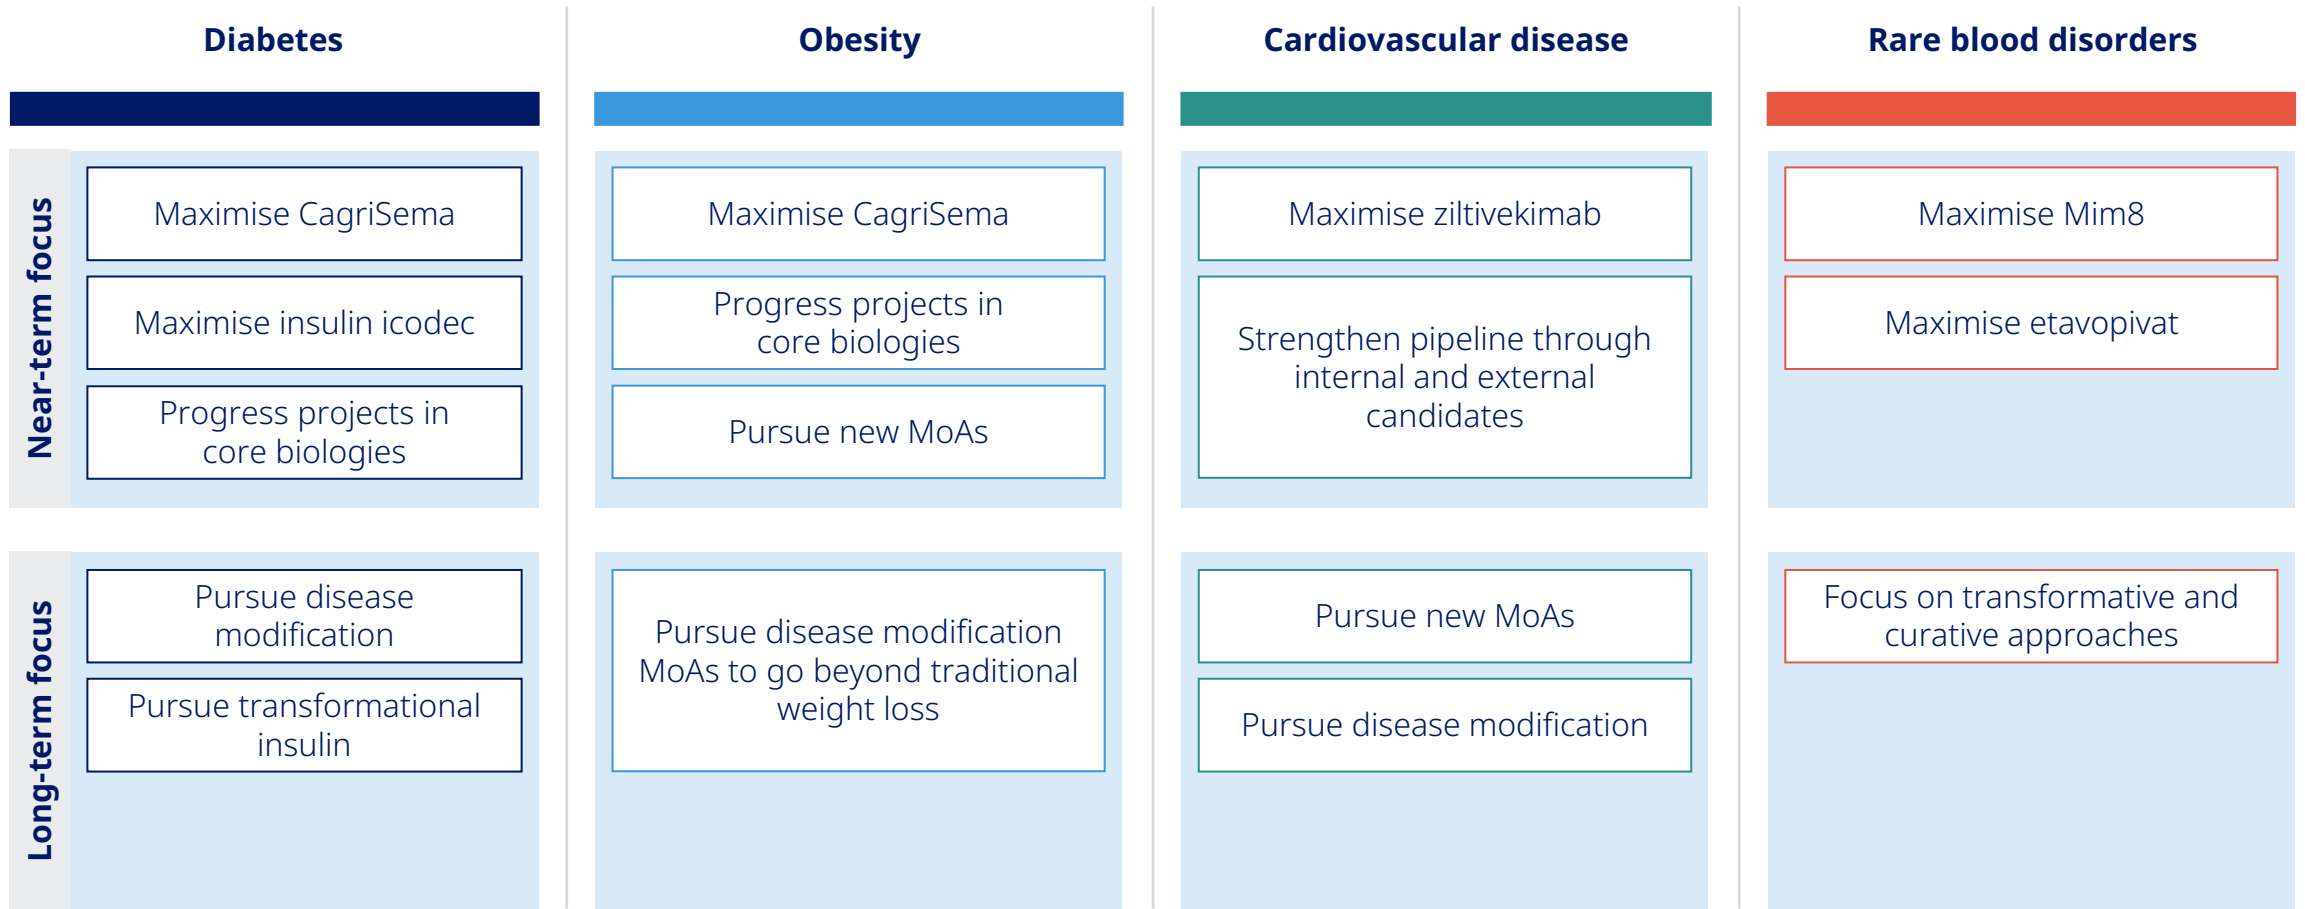 Diabetes
Obesity
Cardiovascular disease
Rare blood disorders
Near-term focus
Maximise CagriSema
Maximise insulin icodec
Progress projects in
core biologies
Maximise CagriSema
Progress projects in
core biologies
Pursue new MoAs
Maximise ziltivekimab
Strengthen pipeline through
internal and external
candidates
Maximise Mim8
Maximise etavopivat
Long-term focus
Pursue disease
modification
Pursue transformational
insulin
Pursue disease modification
MoAs to go beyond traditional
weight loss
Pursue new MoAs
Pursue disease modification
Focus on transformative and
curative approaches